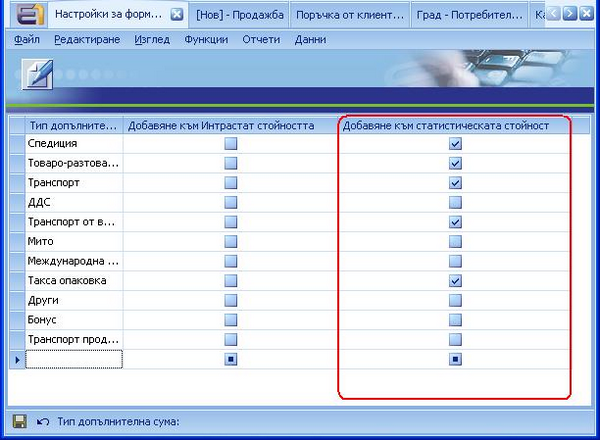 Настройки за форм...
[Нов] - Продажба
Поръчка от клиент...
Град - Потребител...
Ка
Файл Редактиране Изглед Функции Отчети Данни
Тип допълните... Добавяне към Интрастат стойността Добавяне към статистическата стойност
Спедиция
Товаро-разтова...
Транспорт
ДДС
Транспорт от в...
Мито
Международна ...
Такса опаковка
Други
Бонус
Транспорт прод...
Тип допълнителна сума: